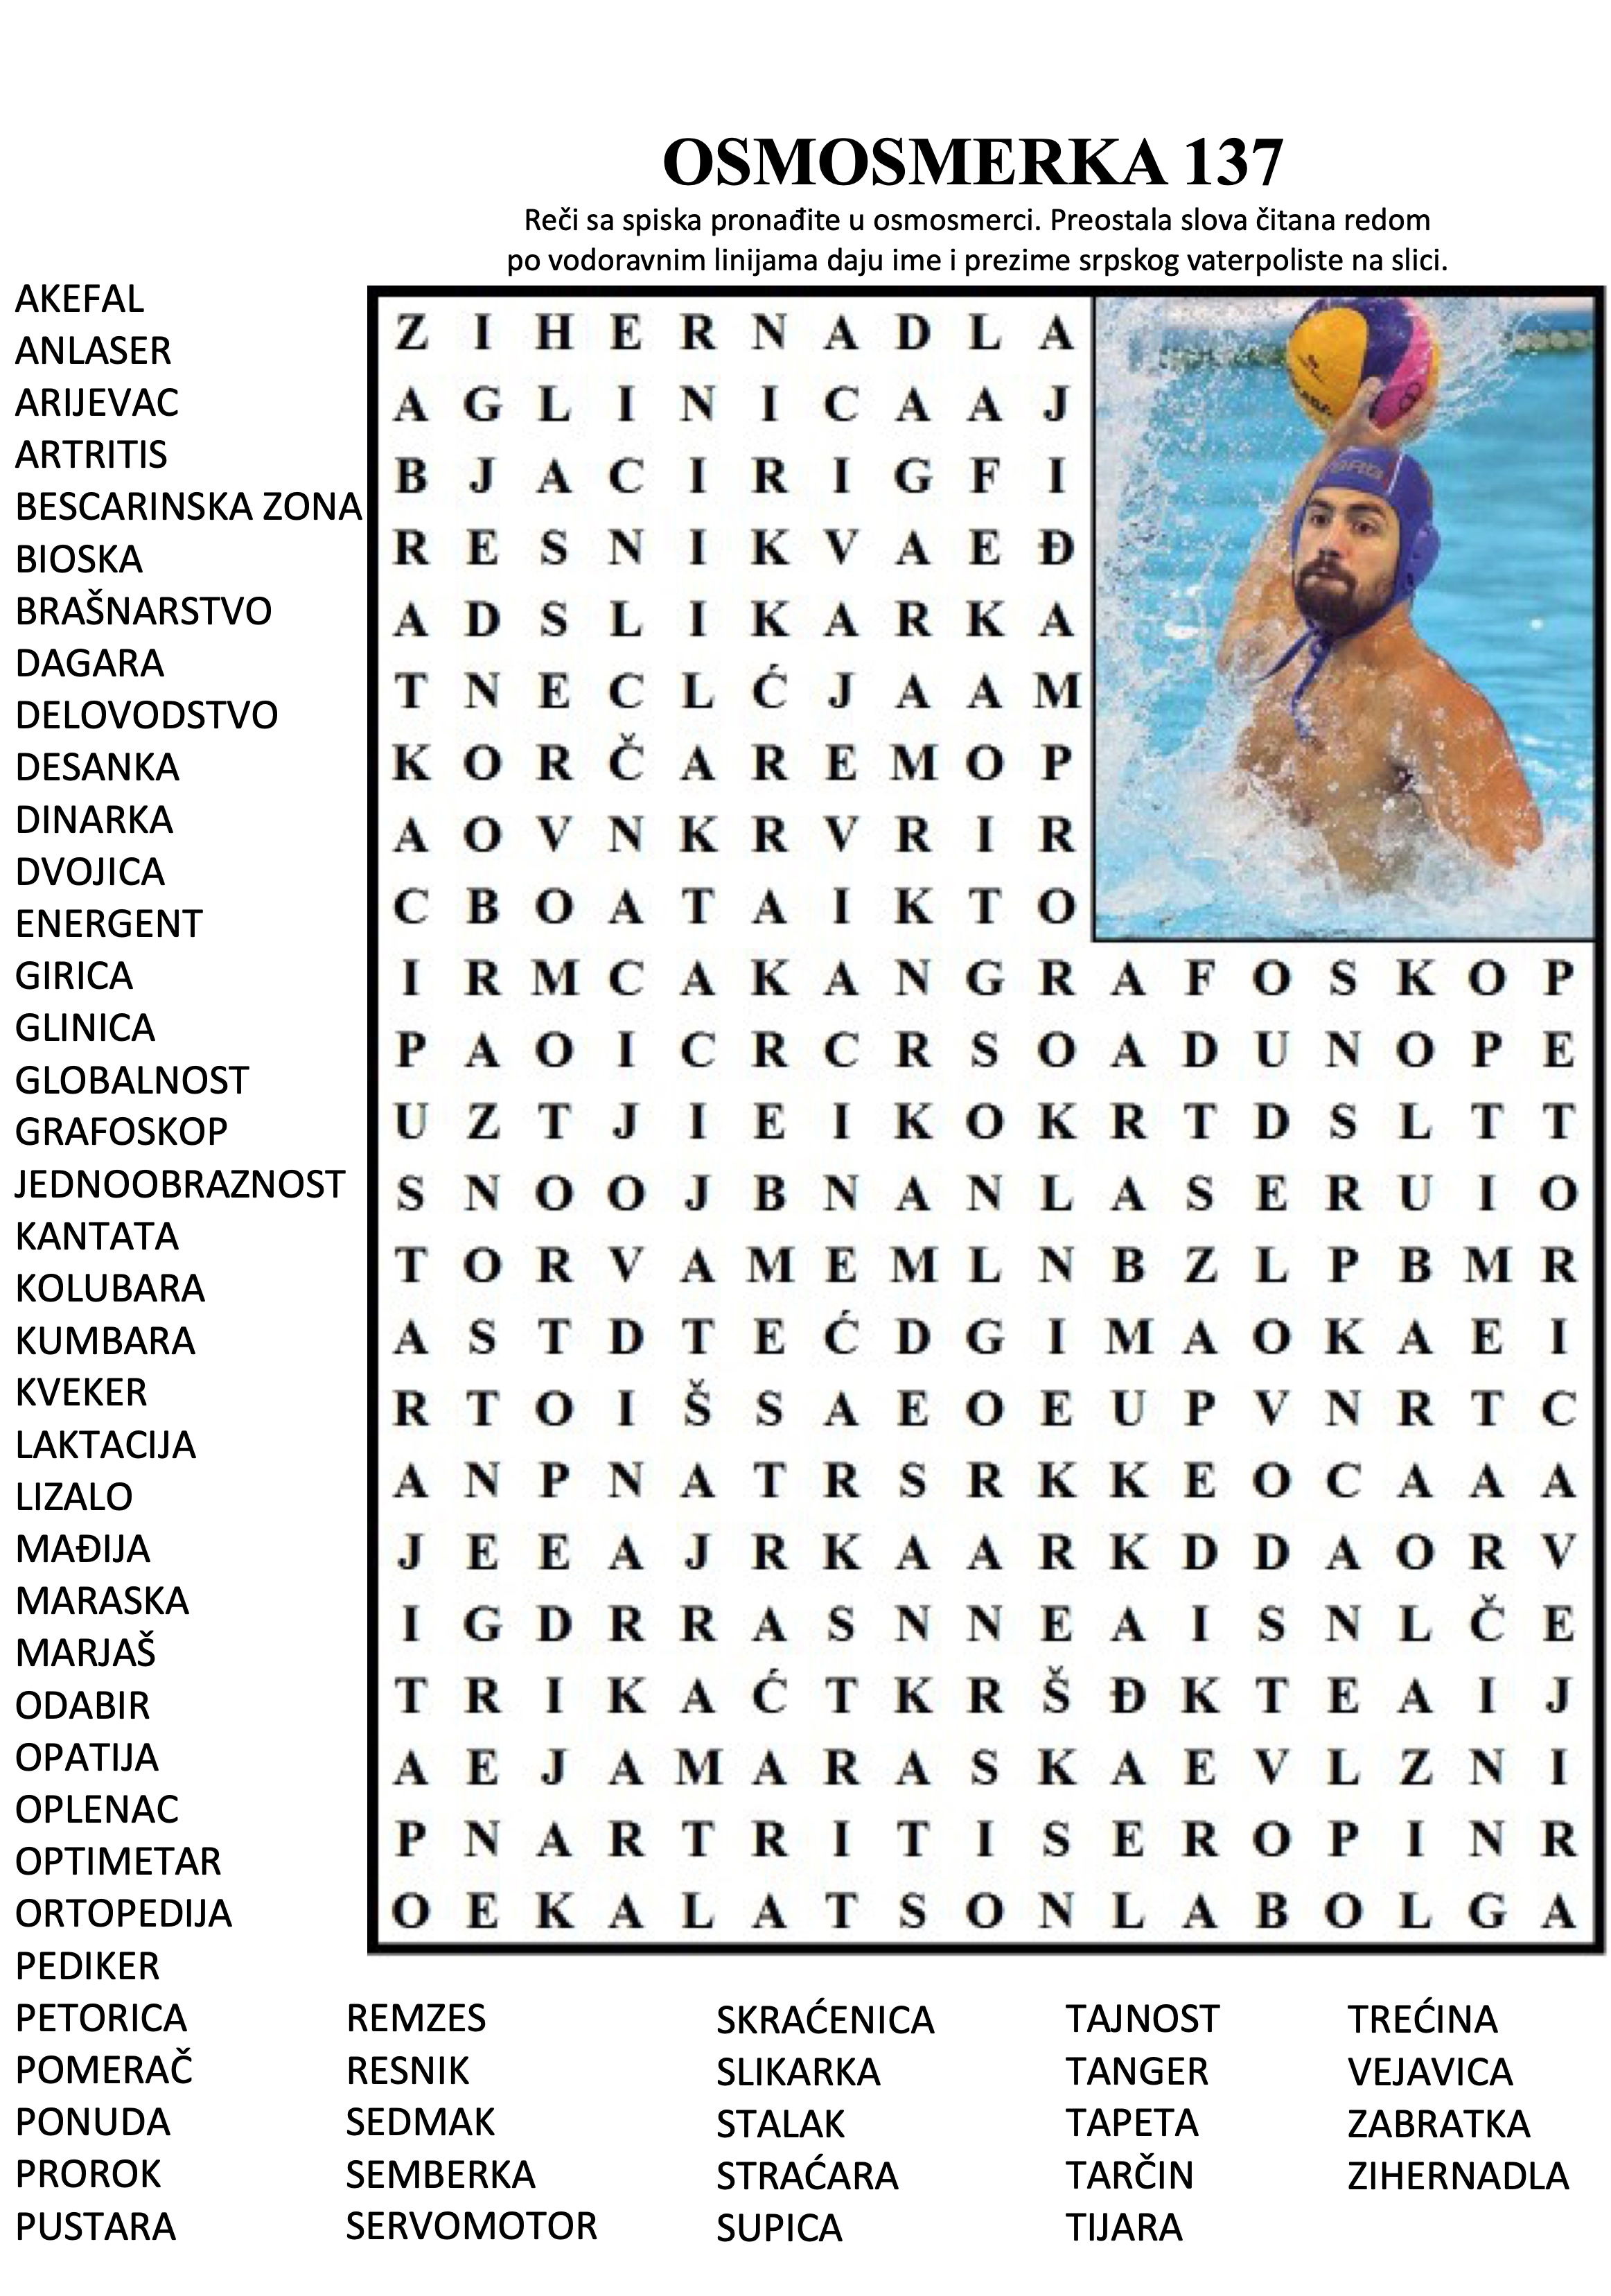 OSMOSMERKA 137
Reči sa spiska pronađite u osmosmerci. Preostala slova čitana redom
po vodoravnim linijama daju ime i prezime srpskog vaterpoliste na slici.
AKEFAL
ANLASER
ARIJEVAC
ARTRITIS
BESCARINSKA ZONA
BIOSKA
BRAŠNARSTVO
DAGARA
DELOVODSTVO
DESANKA
DINARKA
DVOJICA
ENERGENT
GIRICA
GLINICA
GLOBALNOST
GRAFOSKOP
JEDNOOBRAZNOST
KANTATA
KOLUBARA
KUMBARA
KVEKER
LAKTACIJA
LIZALO
MAĐIJA
MARASKA
MARJAŠ
ODABIR
OPATIJA
OPLENAC
OPTIMETAR
ORTOPEDIJA
PEDIKER
PETORICA
POMERAČ
PONUDA
PROROK
PUSTARA
REMZES
RESNIK
SEDMAK
SEMBERKA
SERVOMOTOR
SKRAĆENICA
SLIKARKA
STALAK
STRAĆARA
SUPICA
TAJNOST
TANGER
TAPETA
TARČIN
TIJARA
TREĆINA
VEJAVICA
ZABRATKA
ZIHERNADLA
Z I H E R N A D L A
A G L I N I C A A J
B J A C I R I G F I
R E S N I K V A E Đ
A D S L I K A R K A
T N E C L Ć J A A M
K O R Č A R E M O P
A O V N K R V R I R
C B O A T A I K T O
I R M C A K A N G R A F O S K O P
P A O I C R C R S O A D U N O P E
U Z T J I E I K O K R T D S L T T
S N O O J B N A N L A S E R U I O
T O R V A M E M L N B Z L P B M R
A S T D T E Ć D G I M A O K A E I
R T O I Š S A E O E U P V N R T C
A N P N A T R S R K K E O C A A A
J E E A J R K A A R K D D A O R V
I G D R R A S N N E A I S N L Č E
T R I K A Ć T K R Š Đ K T E A I J
A E J A M A R A S K A E V L Z N I
P N A R T R I T I S E R O P I N R
O E K A L A T S O N L A B O L G A